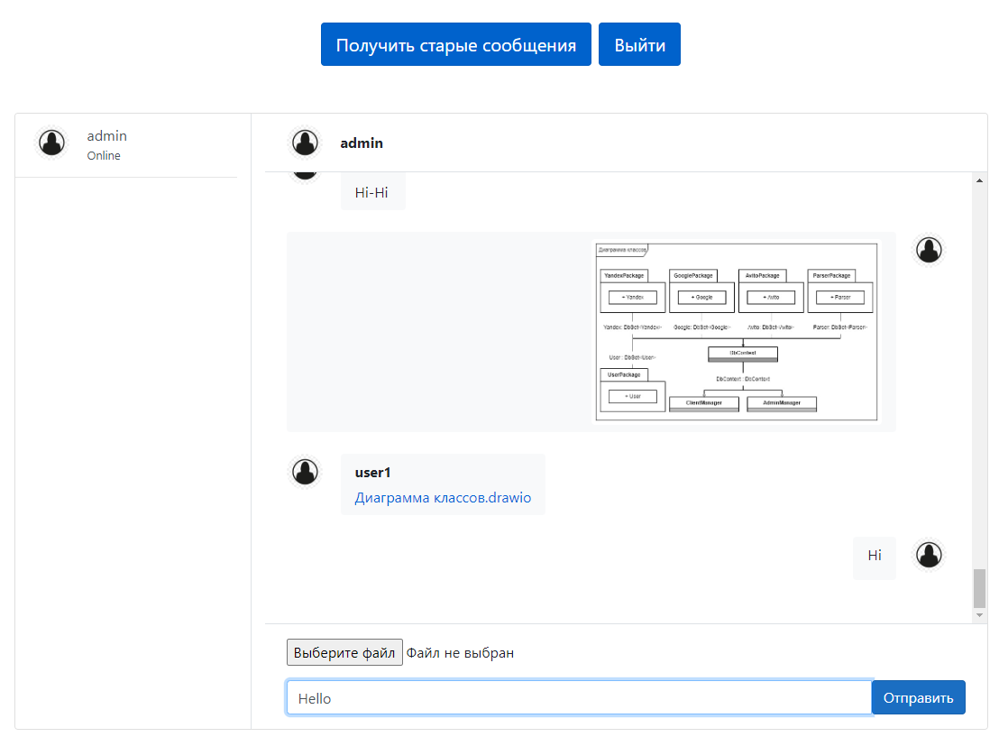 Получить старые сообщения
Выйти
admin
Online
admin
Hi-Hi
Диаграмма классов
YandexPackage
GooglePackage
AvitoPackage
ParserPackage
+ Yandex
+ Google
+ Avito
+ Parser
Yandex: DbSet<Yandex>
Google: DbSet<Google>
Avito: DbSet<Avito>
Parser: DbSet<Parser>
DbContext
User : DbSet<User>
UserPackage
DbContext : DbContext
+ User
ClientManager
AdminManager
user1
Диаграмма классов.drawio
Hi
Выберите файл Файл не выбран
Hello
Отправить